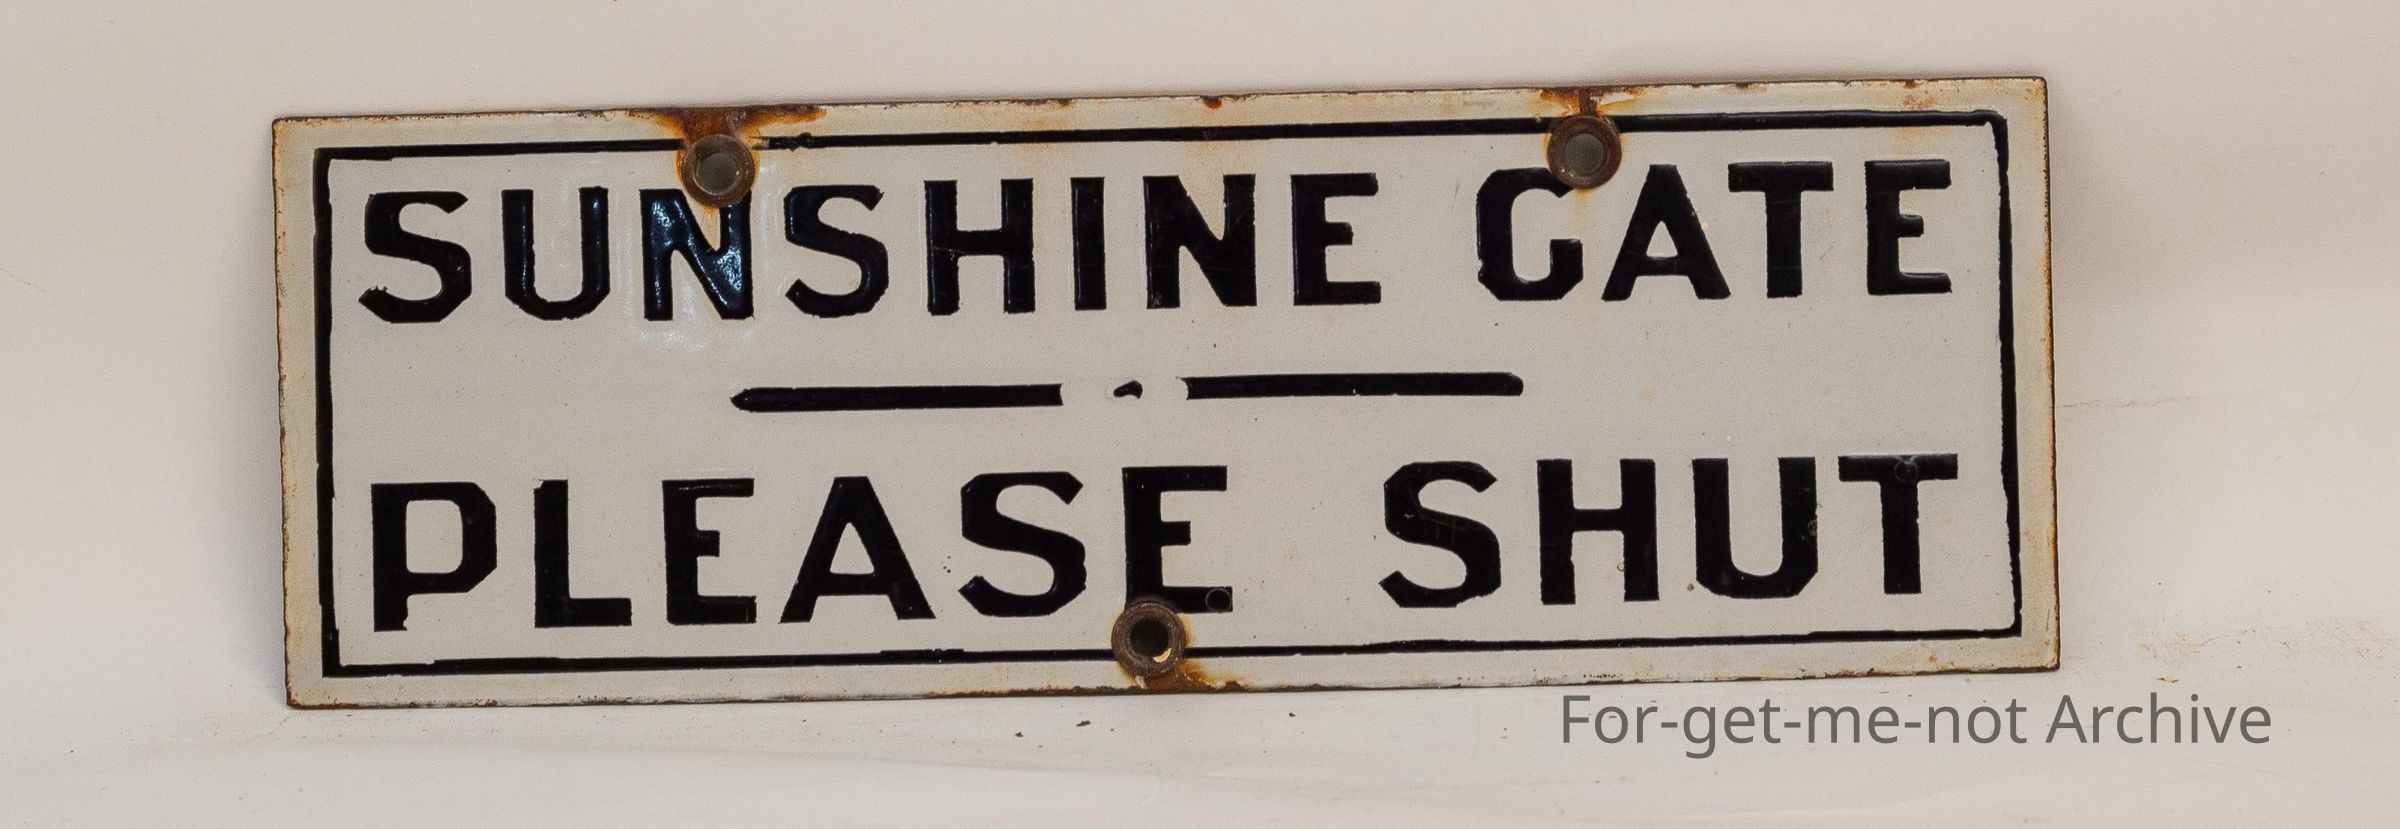 SUNSHINE GATE
PLEASE SHUT
For-get-me-not Archive